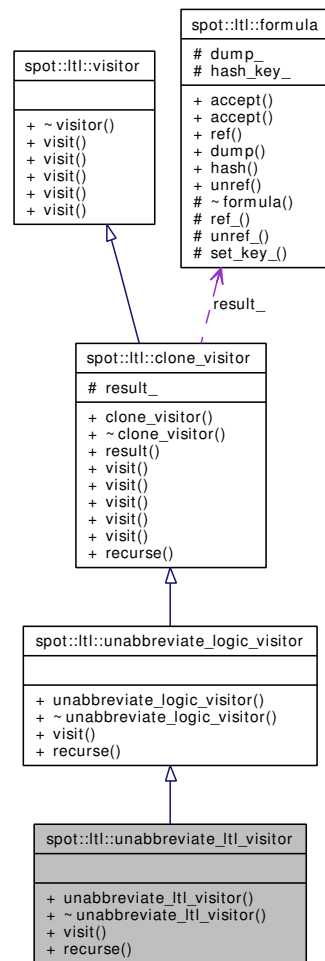 spot::ltl::visitor
+ ~ visitor()
+ visit()
+ visit()
+ visit()
+ visit()
+ visit()
spot::ltl::formula
# dump_
# hash_key_
+ accept()
+ accept()
+ ref()
+ dump()
+ hash()
+ unref()
# ~ formula()
# ref_()
# unref_()
# set_key_()
result_
spot::ltl::clone_visitor
# result_
+ clone_visitor()
+ ~ clone_visitor()
+ result()
+ visit()
+ visit()
+ visit()
+ visit()
+ visit()
+ recurse()
spot::ltl::unabbreviate_logic_visitor
+ unabbreviate_logic_visitor()
+ ~ unabbreviate_logic_visitor()
+ visit()
+ recurse()
spot::ltl::unabbreviate_ltl_visitor
+ unabbreviate_ltl_visitor()
+ ~ unabbreviate_ltl_visitor()
+ visit()
+ recurse()